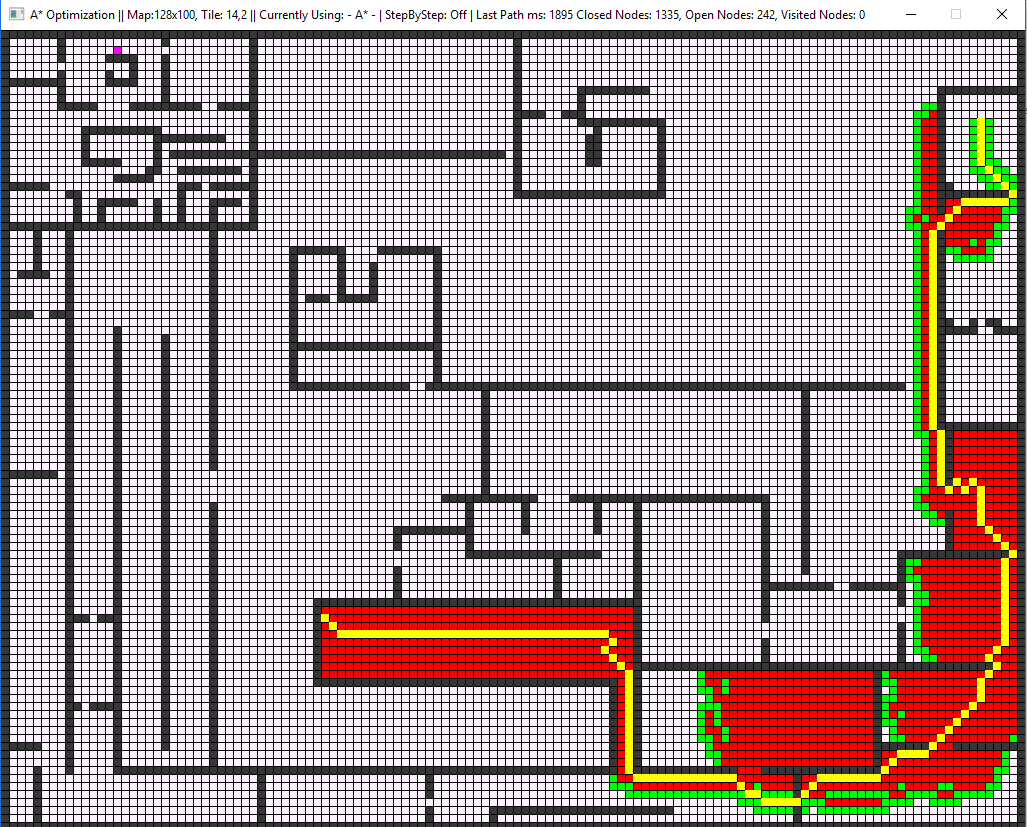 A* Optimization || Map:128x100, Tile: 14,2 || Currently Using: - A* - | StepByStep: Off | Last Path ms: 1895 Closed Nodes: 1335, Open Nodes: 242, Visited Nodes: 0